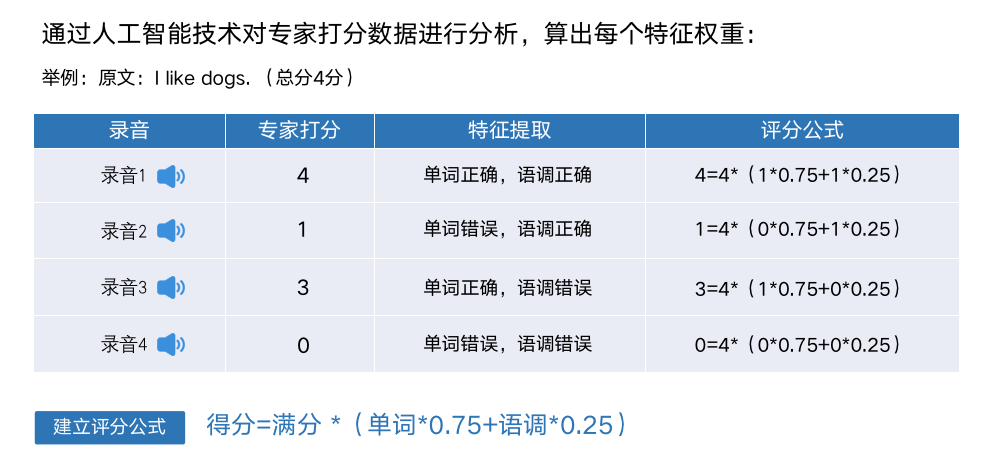 通过人工智能技术对专家打分数据进行分析，算出每个特征权重：
举例：原文：I like dogs.（总分4分）
录音 专家打分 特征提取 评分公式
录音1 4 单词正确，语调正确 4=4*（1*0.75+1*0.25）
录音2 1 单词错误，语调正确 1=4*（0*0.75+1*0.25）
录音3 3 单词正确，语调错误 3=4*（1*0.75+0*0.25）
录音4 0 单词错误，语调错误 0=4*（0*0.75+0*0.25）
建立评分公式 得分=满分 *（单词*0.75+语调*0.25）